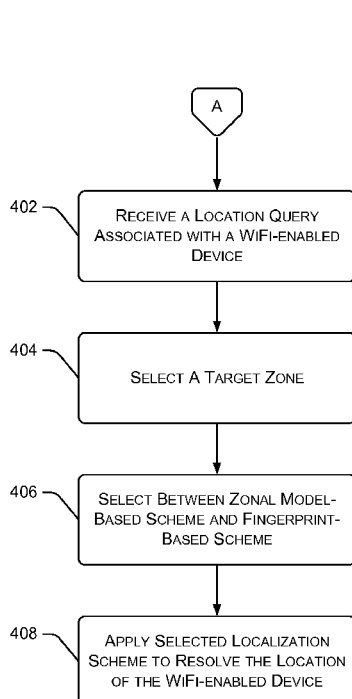 A
402
RECEIVE A LOCATION QUERY
ASSOCIATED WITH A WIFI-ENABLED
DEVICE
404
SELECT A TARGET ZONE
406
SELECT BETWEEN ZONAL MODEL-
BASED SCHEME AND FINGERPRINT-
BASED SCHEME
408
APPLY SELECTED LOCALIZATION
SCHEME TO RESOLVE THE LOCATION
OF THE WIFI-ENABLED DEVICE